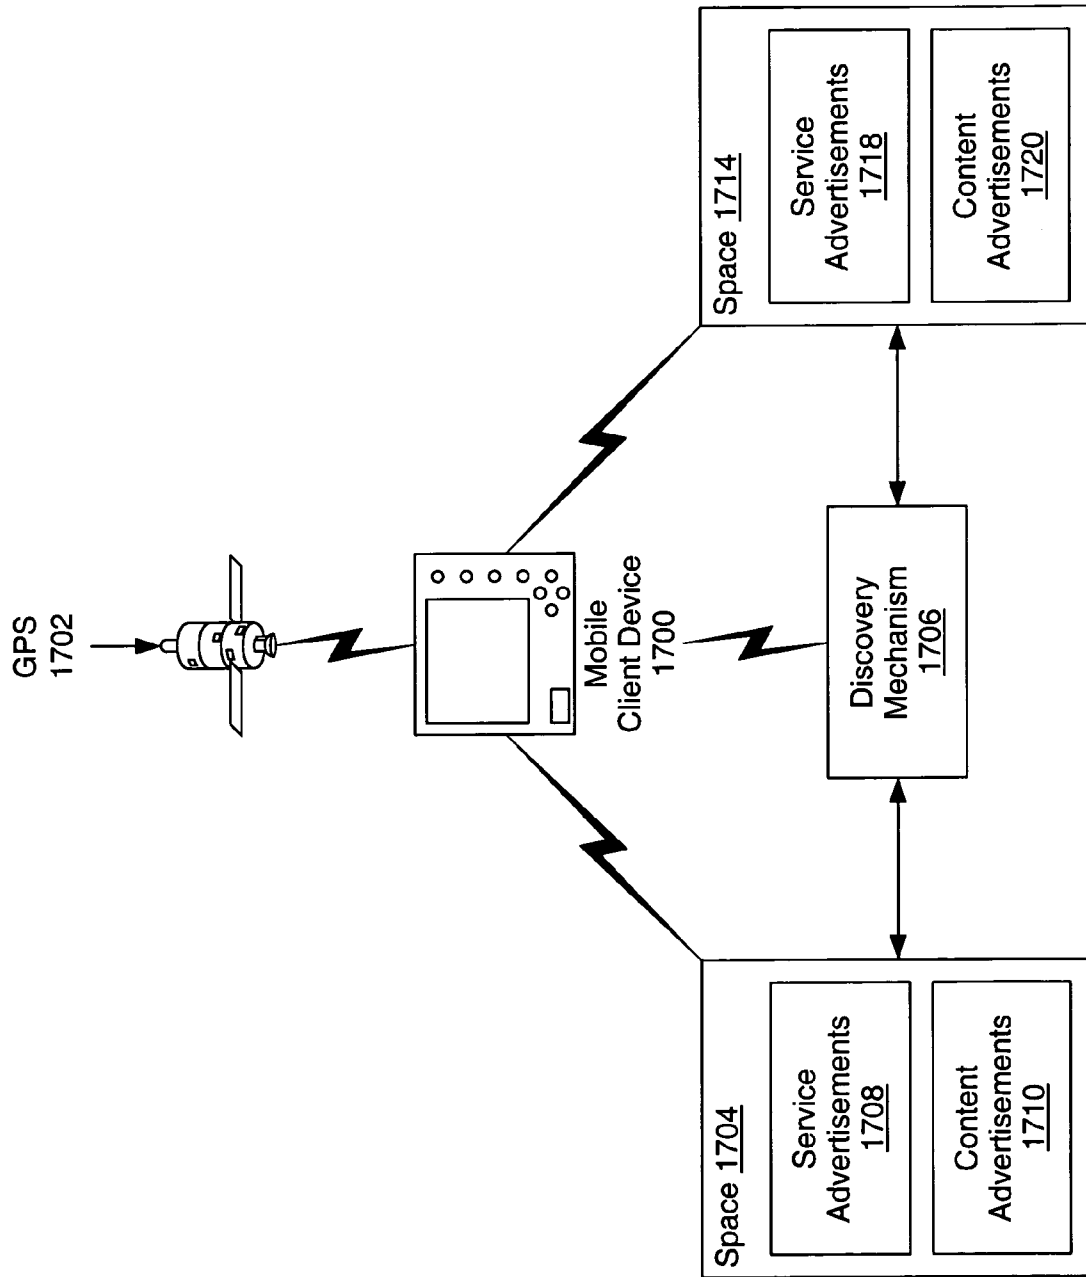 GPS
1702
Mobile
Client Device
1700
Space 1704
Service
Advertisements
1708
Content
Advertisements
1710
Discovery
Mechanism
1706
Space 1714
Service
Advertisements
1718
Content
Advertisements
1720